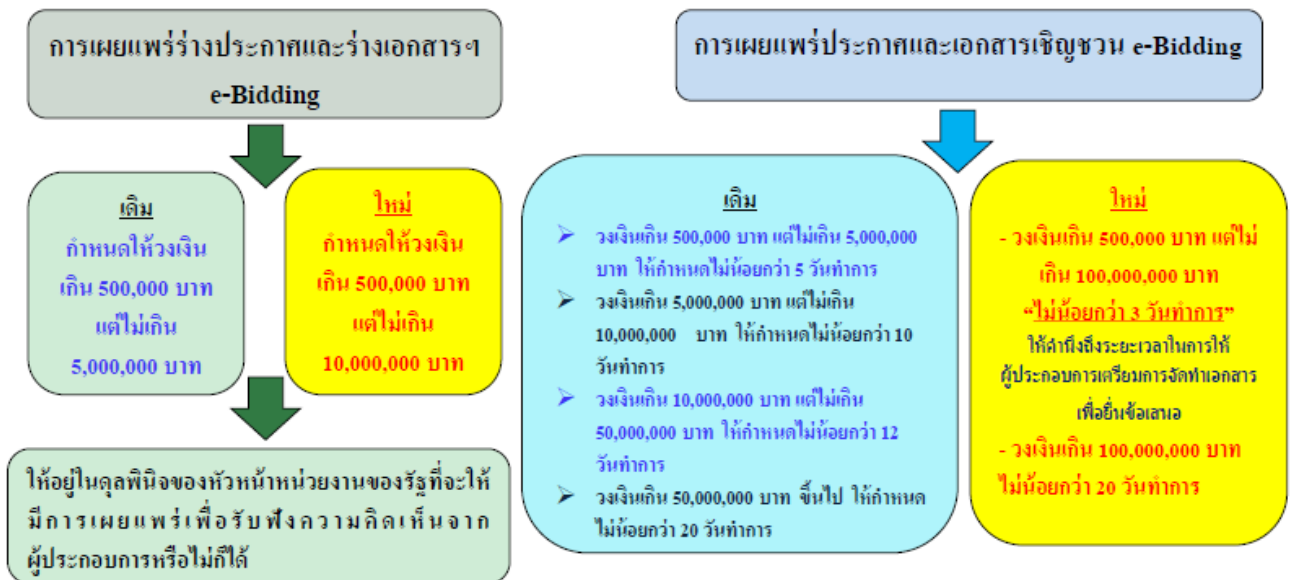 การเผยแพร่ร่างประกาศและร่างเอกสารฯ
e-Bidding
เดิม
กำหนดให้วงเงิน
เกิน 500,000 บาท
แต่ไม่เกิน
5,000,000 บาท
ใหม่
กำหนดให้วงเงิน
เกิน 500,000 บาท
แต่ไม่เกิน
10,000,000 บาท
ให้อยู่ในดุลพินิจของหัวหน้าหน่วยงานของรัฐที่จะให้
มีการเผยแพร่เพื่อรับฟังความคิดเห็นจาก
ผู้ประกอบการหรือไม่ก็ได้
การเผยแพร่ประกาศและเอกสารเชิญชวน e-Bidding
เดิม
➢ วงเงินเกิน 500,000 บาท แต่ไม่เกิน 5,000,000
บาท ให้กำหนดไม่น้อยกว่า 5 วันทำการ
➢ วงเงินเกิน 5,000,000 บาท แต่ไม่เกิน
10,000,000 บาท ให้กำหนดไม่น้อยกว่า 10
วันทำการ
➢ วงเงินเกิน 10,000,000 บาท แต่ไม่เกิน
50,000,000 บาท ให้กำหนดไม่น้อยกว่า 12
วันทำการ
➢ วงเงินเกิน 50,000,000 บาท ขึ้นไป ให้กำหนด
ไม่น้อยกว่า 20 วันทำการ
ใหม่
- วงเงินเกิน 500,000 บาท แต่ไม่
เกิน 100,000,000 บาท
“ไม่น้อยกว่า 3 วันทำการ”
ให้คำนึงถึงระยะเวลาในการให้
ผู้ประกอบการเตรียมการจัดทำเอกสาร
เพื่อยื่นข้อเสนอ
- วงเงินเกิน 100,000,000 บาท
ไม่น้อยกว่า 20 วันทำการ